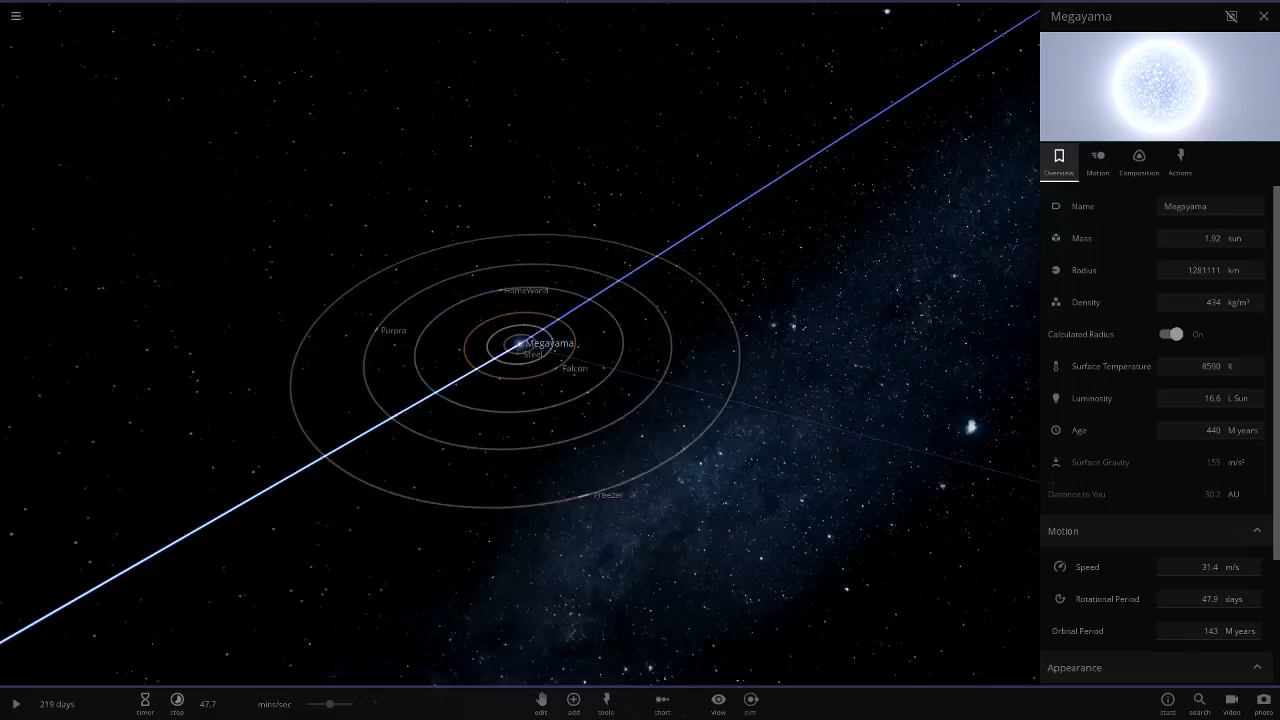 Megayama
Overview
Motion
Composition
Actions
Name
Megayama
Mass
1.92 sun
Radius
1281111 km
Density
434 kg/m³
Calculated Radius
On
Surface Temperature
8590 K
Luminosity
16.6 L Sun
Age
440 M years
Surface Gravity
155 m/s²
Distance to You
30.2 AU
Motion
Speed
31.4 m/s
Rotational Period
47.9 days
Orbital Period
143 M years
Appearance
HomeWorld
Purpra
Megayama
Steel
Falcon
Freezer
219 days
timer
step
47.7
mins/sec
edit
add
tools
chart
view
sim
stats
search
video
photo